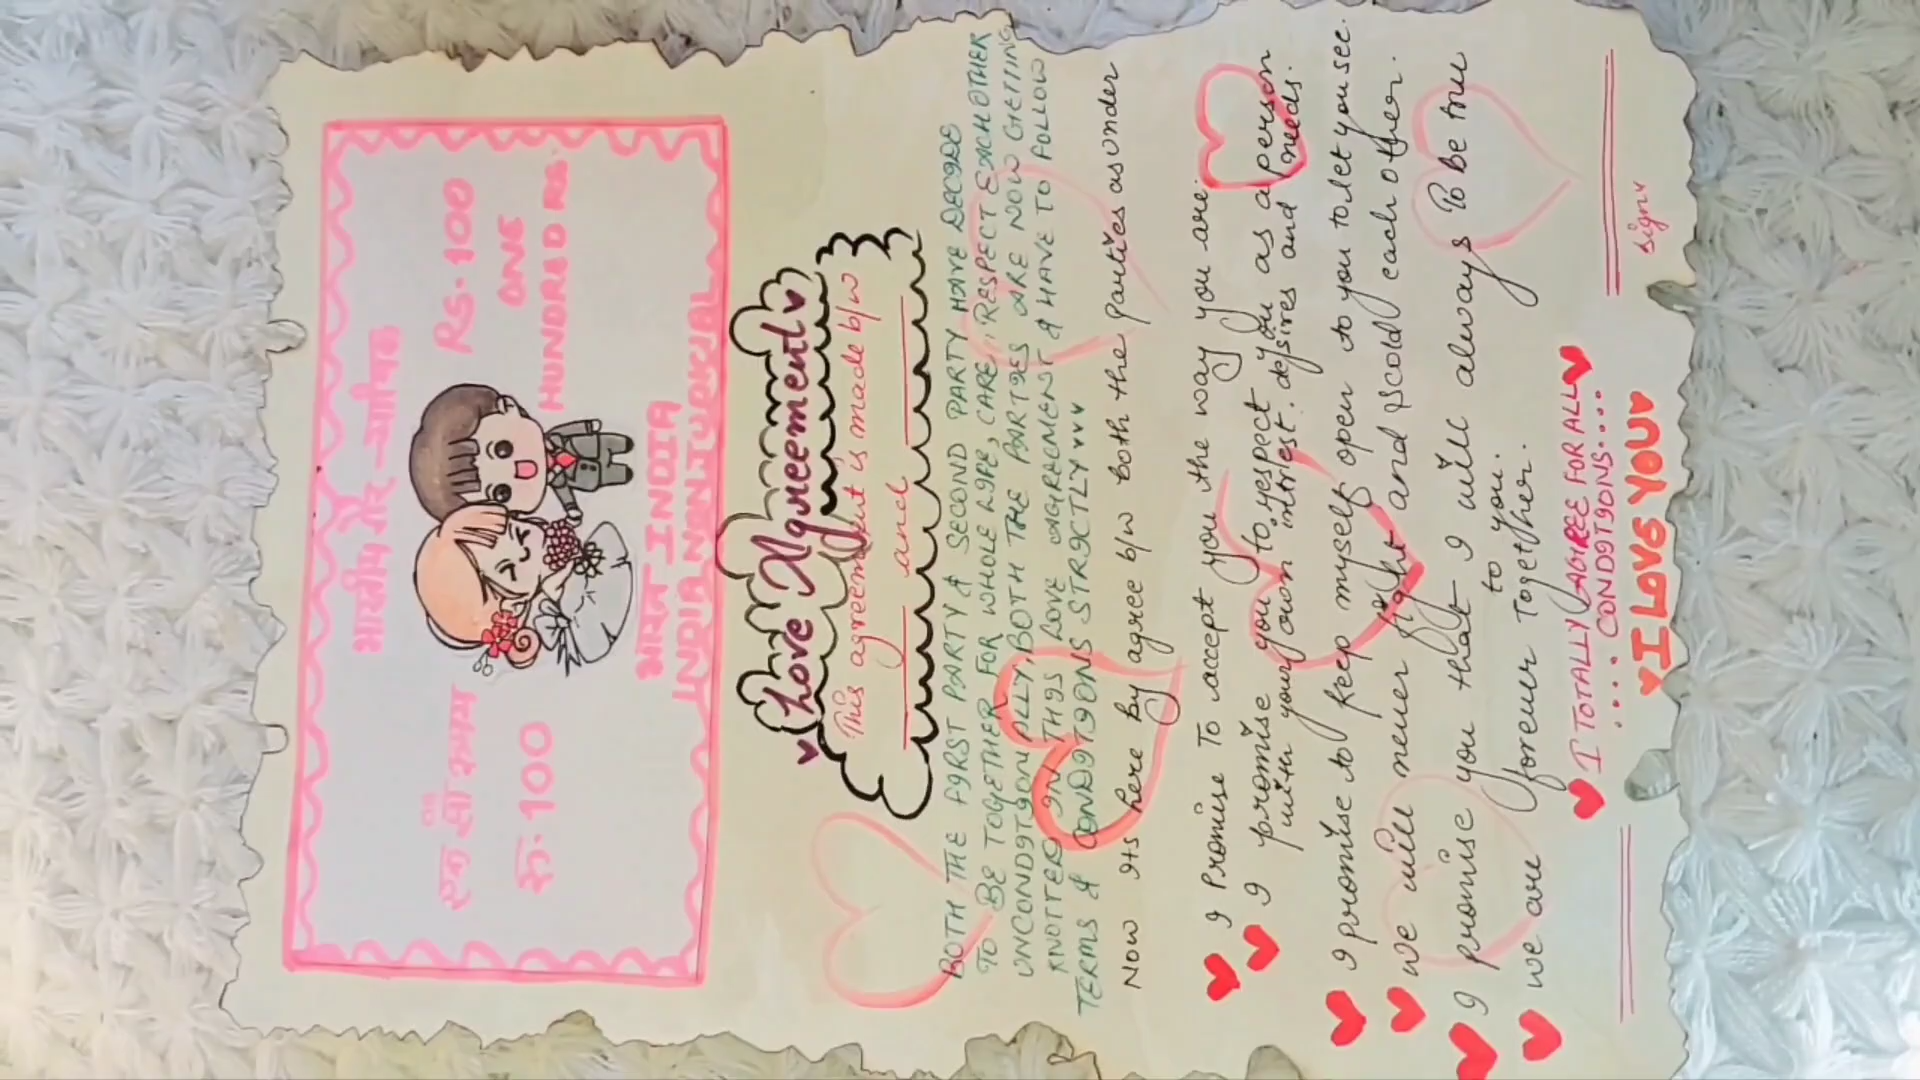 भारतीय गैर-न्यायिक
एक सौ रुपया
रु. 100
Rs. 100
ONE
HUNDRED RS.
भारत INDIA
INDIA NON JUDICIAL
Love Agreement
This agreement is made b/w
and
BOTH THE FIRST PARTY & SECOND PARTY HAVE DECIDE
TO BE TOGETHER FOR WHOLE LIFE, CARE, RESPECT EACH OTHER
UNCONDITIONALLY, BOTH THE PARTIES ARE NOW GETTING
KNOTTED IN THIS LOVE AGREEMENT & HAVE TO FOLLOW
TERMS & CONDITIONS STRICTLY
Now its here by agree b/w both the parties as under
I Promise To accept you the way you are.
I promise you to respect you as a person
with your own intriest. desires and needs.
I promise to keep myself open to you to let you see.
we will never fight and scold each other.
I promise you that I will always To be true
to you.
we are forever Together.
I TOTALLY AGREE FOR ALL
.... CONDITIONS....
I LOVE YOU
sign